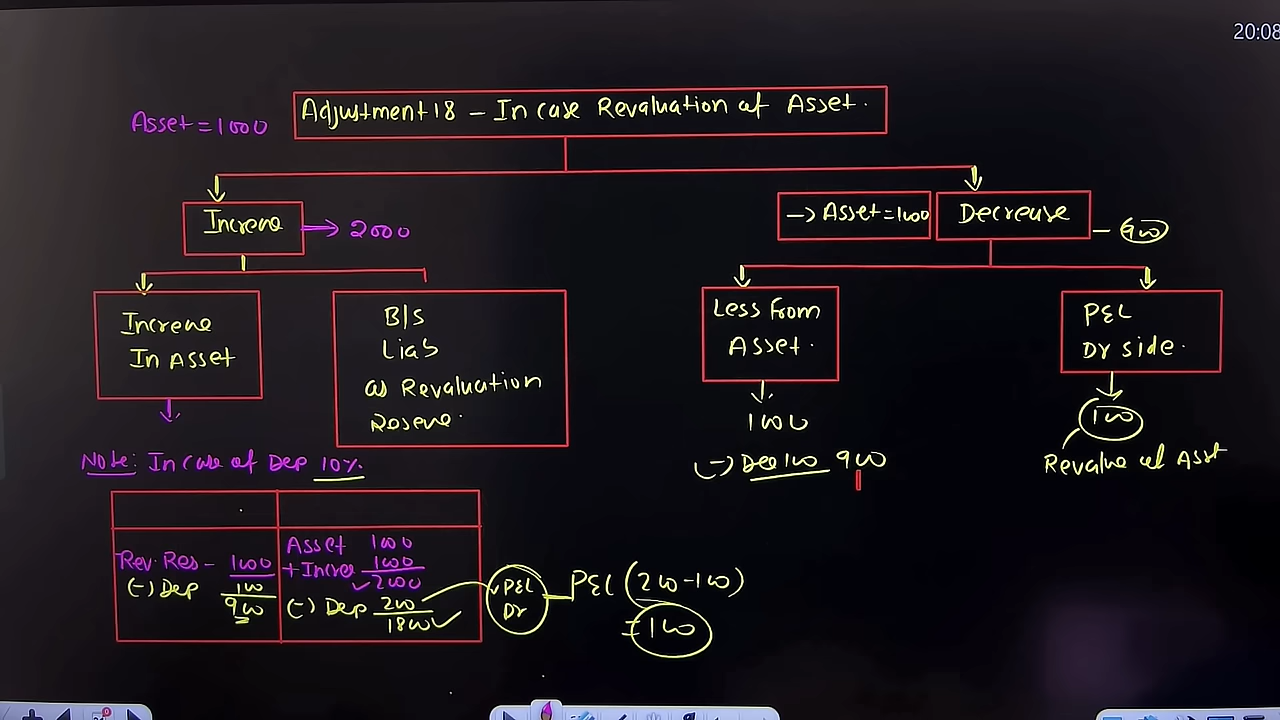 20:08
Asset = 1000
Adjustment 18 - In case Revaluation of Asset.
Increase → 2000
→ Asset = 1000
Decrease - 900
Increase In Asset
B/S
Liab
as Revaluation
Reserve.
Less From
Asset.
1000
(-) Dec 100 900
P&L
Dr side.
100
Revalue of Asst
Note: In case of Dep 10%.
Rev. Res - 1000
(-) Dep 100
900
Asset 1000
+ Increa 1000
2000
(-) Dep 200
1800
P&L
Dr
P&L (200-100)
= 100